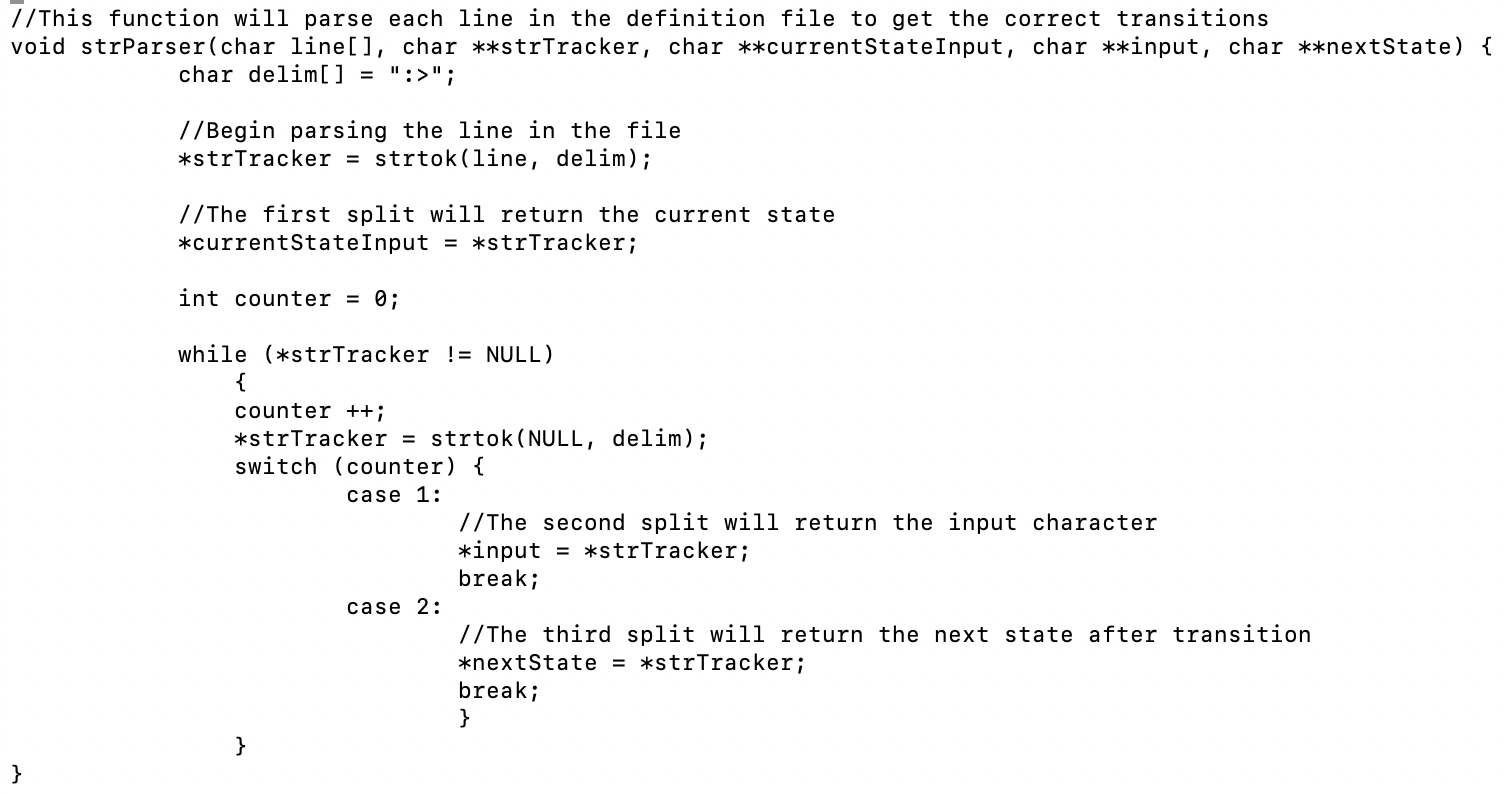 //This function will parse each line in the definition file to get the correct transitions
void strParser(char line[], char **strTracker, char **currentStateInput, char **input, char **nextState) {
            char delim[] = ":>";

            //Begin parsing the line in the file
            *strTracker = strtok(line, delim);

            //The first split will return the current state
            *currentStateInput = *strTracker;

            int counter = 0;

            while (*strTracker != NULL)
                {
                counter ++;
                *strTracker = strtok(NULL, delim);
                switch (counter) {
                        case 1:
                                //The second split will return the input character
                                *input = *strTracker;
                                break;
                        case 2:
                                //The third split will return the next state after transition
                                *nextState = *strTracker;
                                break;
                                }
                }
}